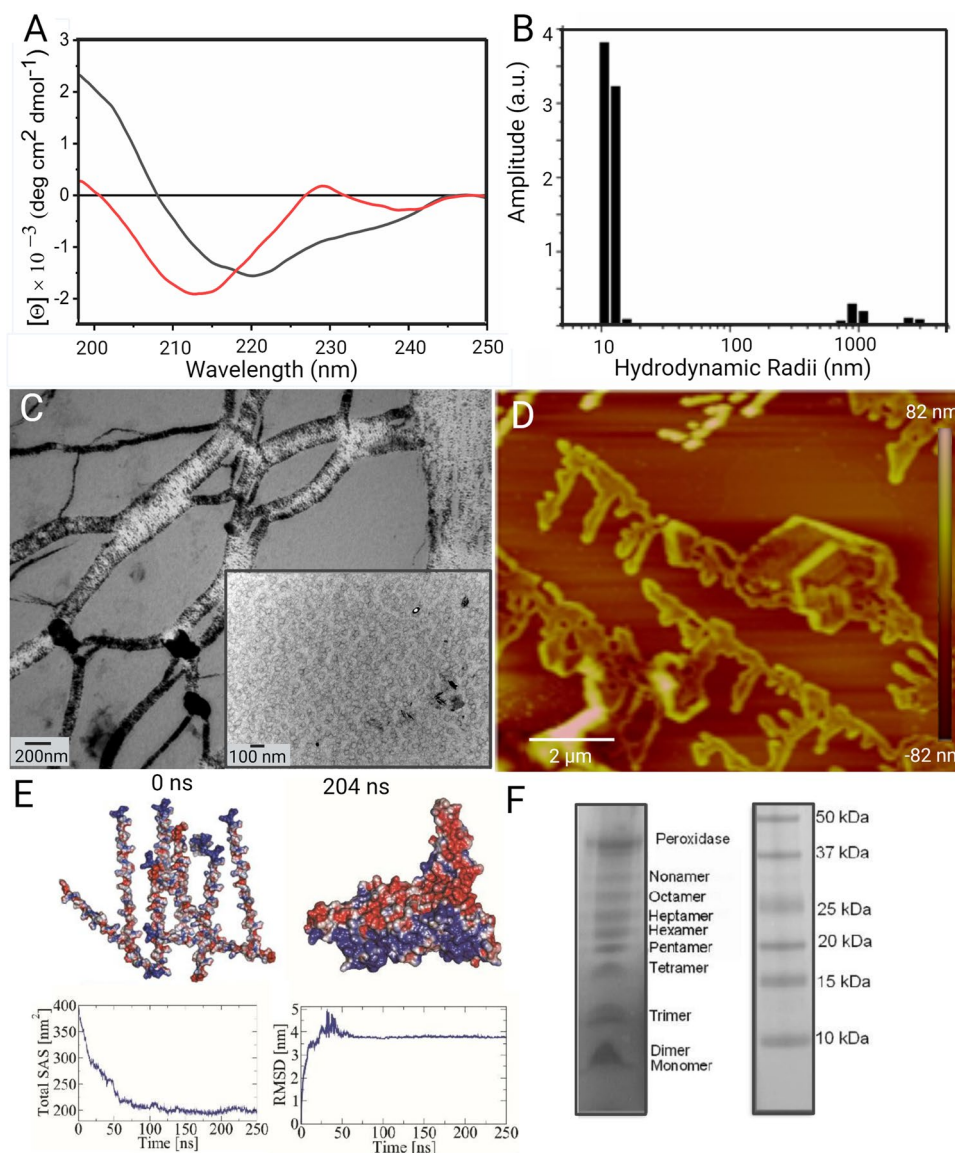 A
3
2
1
0
-1
-2
[Θ] × 10⁻³ (deg cm² dmol⁻¹)
200 210 220 230 240 250
Wavelength (nm)
B
4
3
2
1
Amplitude (a.u.)
10 100 1000
Hydrodynamic Radii (nm)
C
200nm
100 nm
D
82 nm
2 µm
-82 nm
E
0 ns
204 ns
400
350
300
250
200
Total SAS [nm²]
0 50 100 150 200 250
Time [ns]
5
4
3
2
1
0
RMSD [nm]
0 50 100 150 200 250
Time [ns]
F
Peroxidase
Nonamer
Octamer
Heptamer
Hexamer
Pentamer
Tetramer
Trimer
Dimer
Monomer
50 kDa
37 kDa
25 kDa
20 kDa
15 kDa
10 kDa